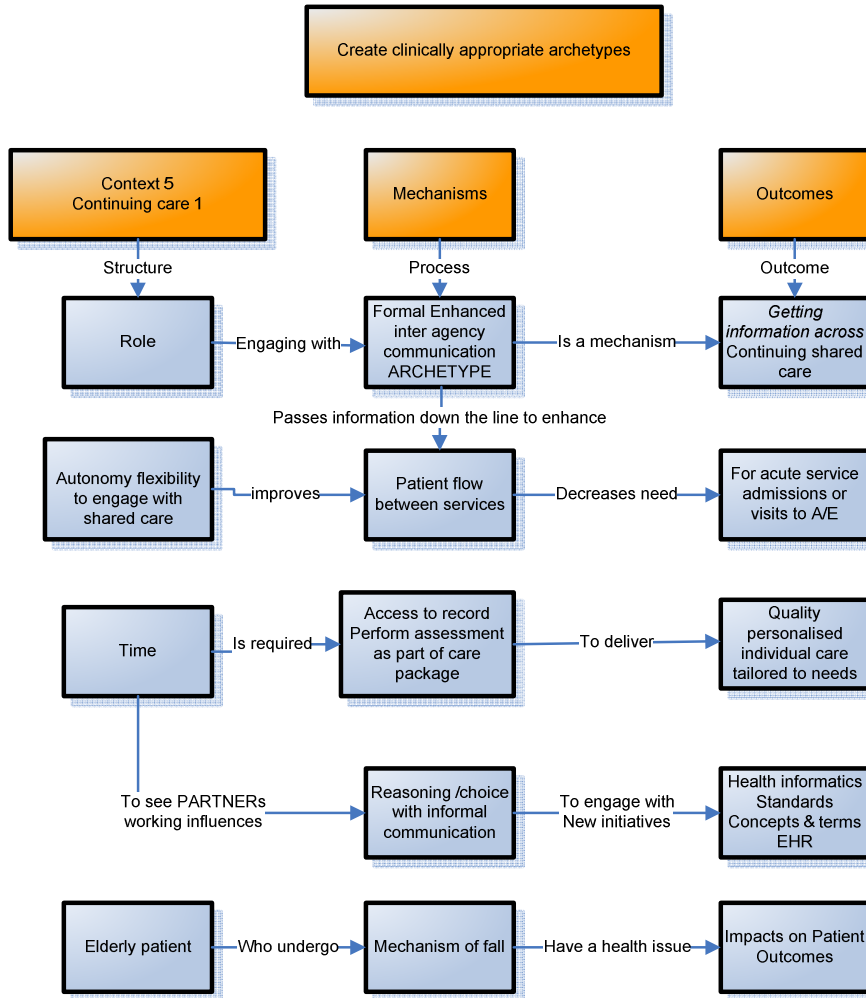 Create clinically appropriate archetypes
Context 5
Continuing care 1
Mechanisms
Outcomes
Structure
Process
Outcome
Role
Engaging with
Formal Enhanced
inter agency
communication
ARCHETYPE
Is a mechanism
Getting
information across
Continuing shared
care
Passes information down the line to enhance
Autonomy flexibility
to engage with
shared care
improves
Patient flow
between services
Decreases need
For acute service
admissions or
visits to A/E
Time
Is required
Access to record
Perform assessment
as part of care
package
To deliver
Quality
personalised
individual care
tailored to needs
To see PARTNERs
working influences
Reasoning /choice
with informal
communication
To engage with
New initiatives
Health informatics
Standards
Concepts & terms
EHR
Elderly patient
Who undergo
Mechanism of fall
Have a health issue
Impacts on Patient
Outcomes